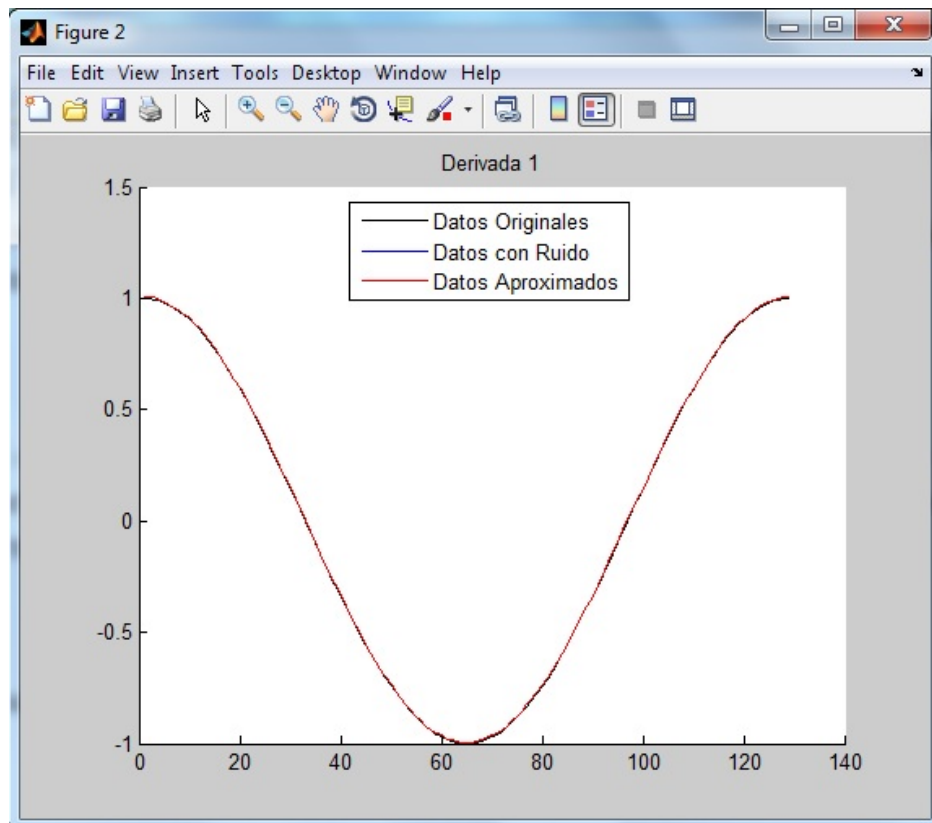 Figure 2
File Edit View Insert Tools Desktop Window Help
Derivada 1
1.5
Datos Originales
Datos con Ruido
Datos Aproximados
1
0.5
0
-0.5
-1
0 20 40 60 80 100 120 140